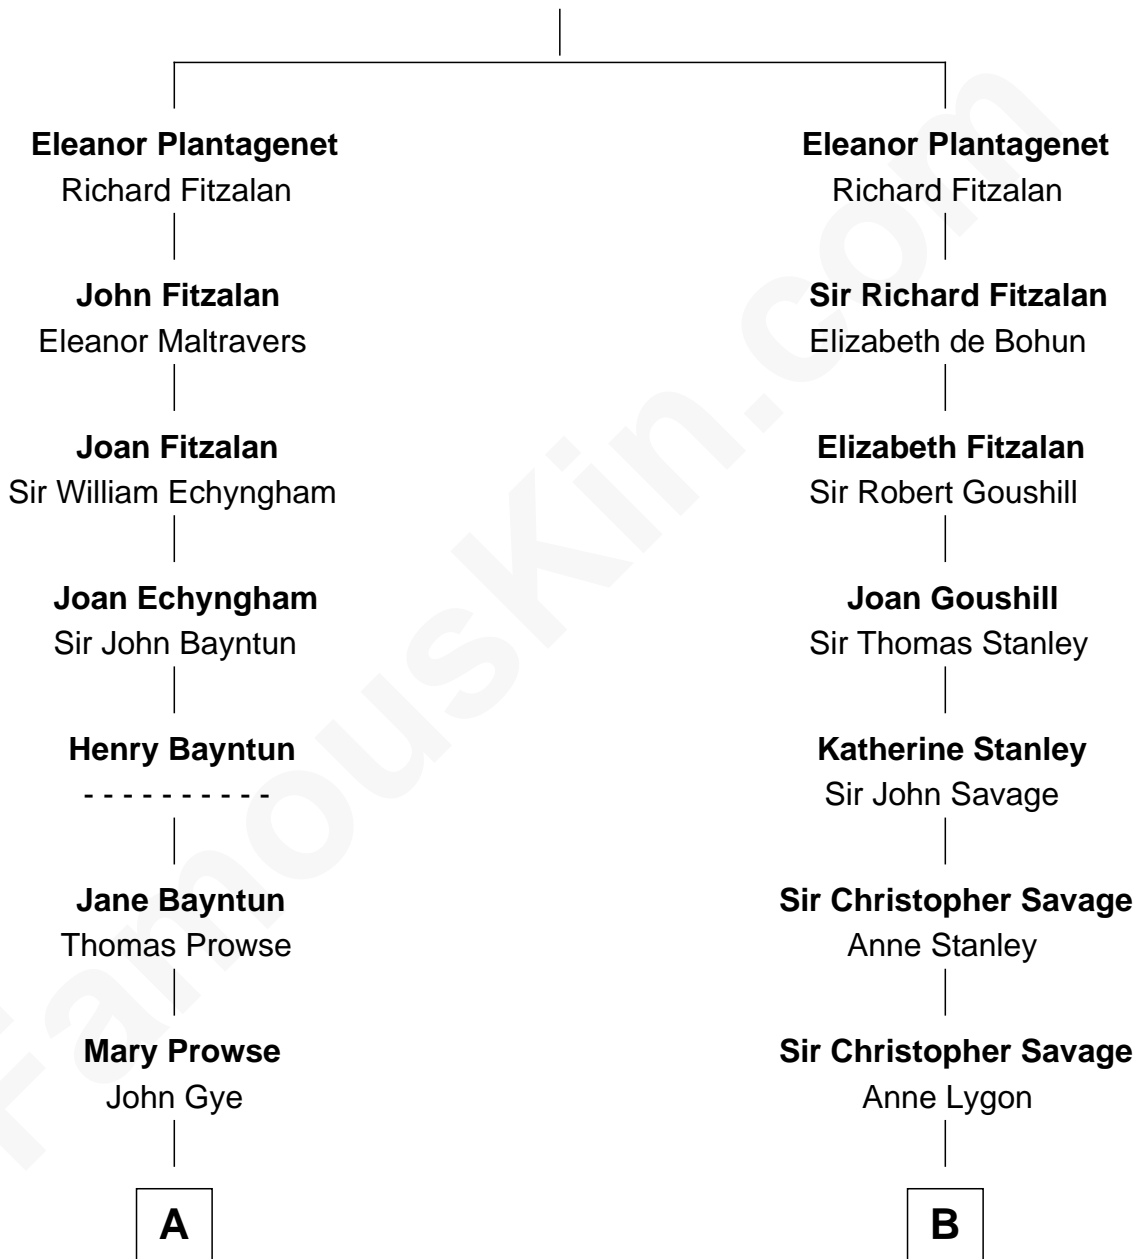 Eleanor Plantagenet
Richard Fitzalan
John Fitzalan
Eleanor Maltravers
Joan Fitzalan
Sir William Echyngham
Joan Echyngham
Sir John Bayntun
Henry Bayntun
- - - - - - - - - -
Jane Bayntun
Thomas Prowse
Mary Prowse
John Gye
A
Eleanor Plantagenet
Richard Fitzalan
Sir Richard Fitzalan
Elizabeth de Bohun
Elizabeth Fitzalan
Sir Robert Goushill
Joan Goushill
Sir Thomas Stanley
Katherine Stanley
Sir John Savage
Sir Christopher Savage
Anne Stanley
Sir Christopher Savage
Anne Lygon
B
FamousKin.com